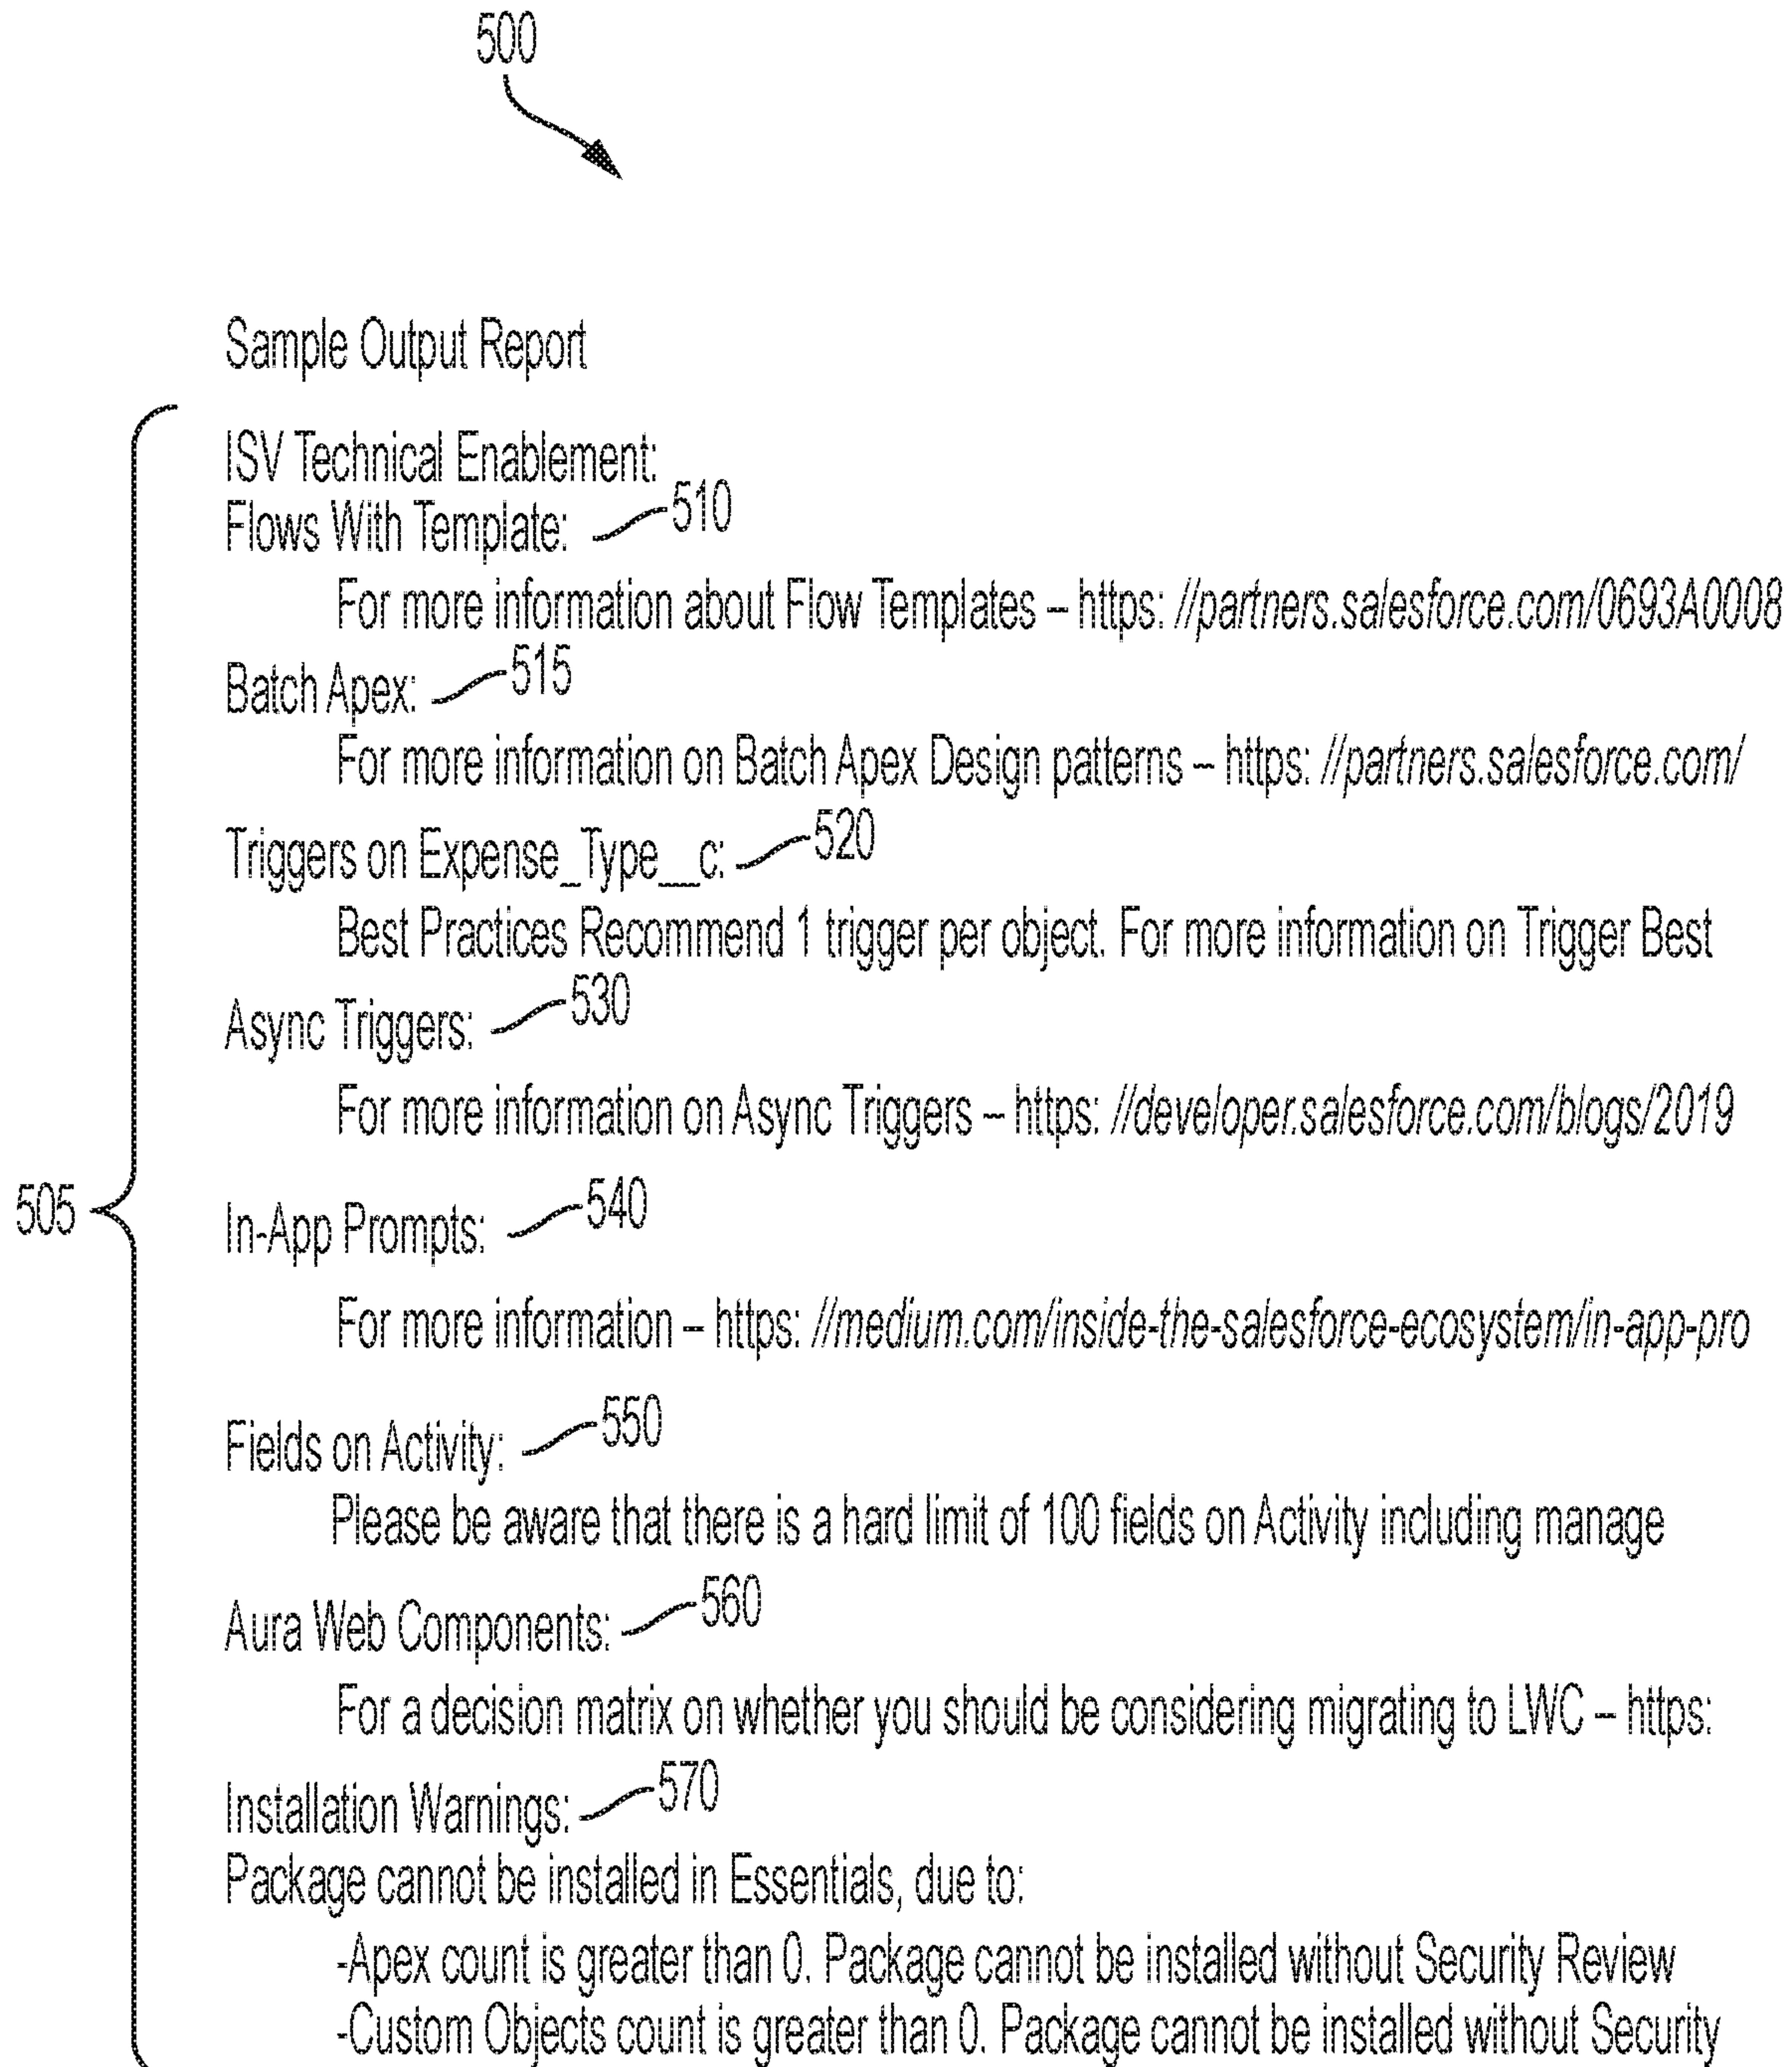 500
Sample Output Report
ISV Technical Enablement:
Flows With Template: 510
For more information about Flow Templates – https: //partners.salesforce.com/0693A0008
Batch Apex: 515
For more information on Batch Apex Design patterns – https: //partners.salesforce.com/
Triggers on Expense_Type__c: 520
Best Practices Recommend 1 trigger per object. For more information on Trigger Best
Async Triggers: 530
For more information on Async Triggers – https: //developer.salesforce.com/blogs/2019
505
In-App Prompts: 540
For more information – https: //medium.com/inside-the-salesforce-ecosystem/in-app-pro
Fields on Activity: 550
Please be aware that there is a hard limit of 100 fields on Activity including manage
Aura Web Components: 560
For a decision matrix on whether you should be considering migrating to LWC – https:
Installation Warnings: 570
Package cannot be installed in Essentials, due to:
-Apex count is greater than 0. Package cannot be installed without Security Review
-Custom Objects count is greater than 0. Package cannot be installed without Security